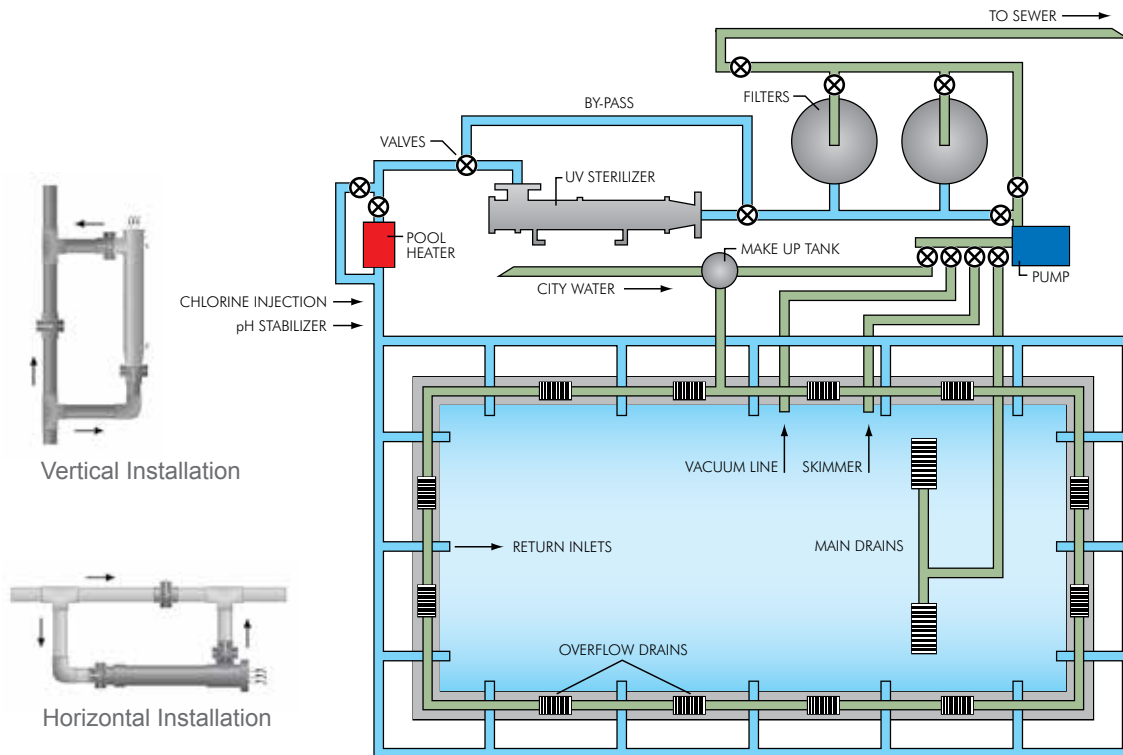 TO SEWER
FILTERS
BY-PASS
VALVES
UV STERILIZER
POOL
HEATER
MAKE UP TANK
PUMP
CITY WATER
CHLORINE INJECTION
pH STABILIZER
Vertical Installation
VACUUM LINE
SKIMMER
RETURN INLETS
MAIN DRAINS
OVERFLOW DRAINS
Horizontal Installation